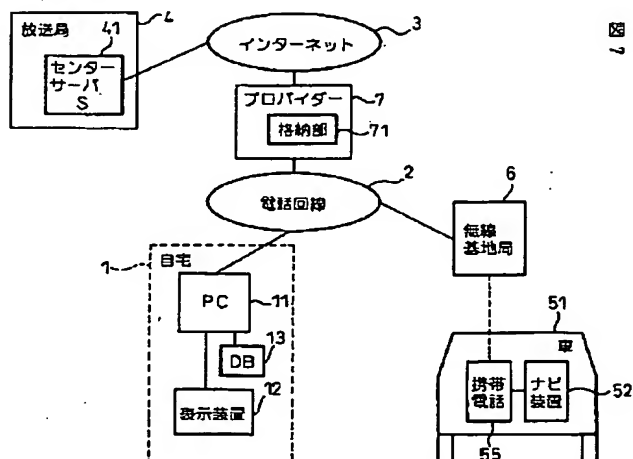 放送局
4
41
センター
サーバ
S
インターネット
3
図
7
プロバイダー
7
格納部
71
電話回線
2
6
無線
基地局
1
自宅
PC
11
DB
13
表示装置
12
51
車
携帯
電話
ナビ
装置
52
55